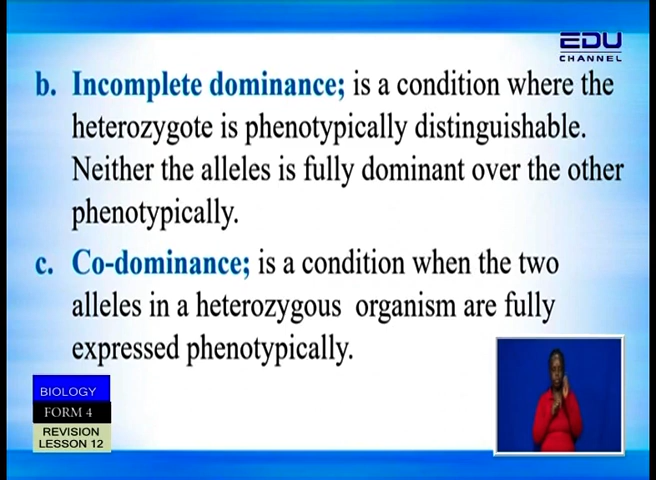 EDU
CHANNEL
b. Incomplete dominance; is a condition where the
heterozygote is phenotypically distinguishable.
Neither the alleles is fully dominant over the other
phenotypically.
c. Co-dominance; is a condition when the two
alleles in a heterozygous organism are fully
expressed phenotypically.
BIOLOGY
FORM 4
REVISION
LESSON 12